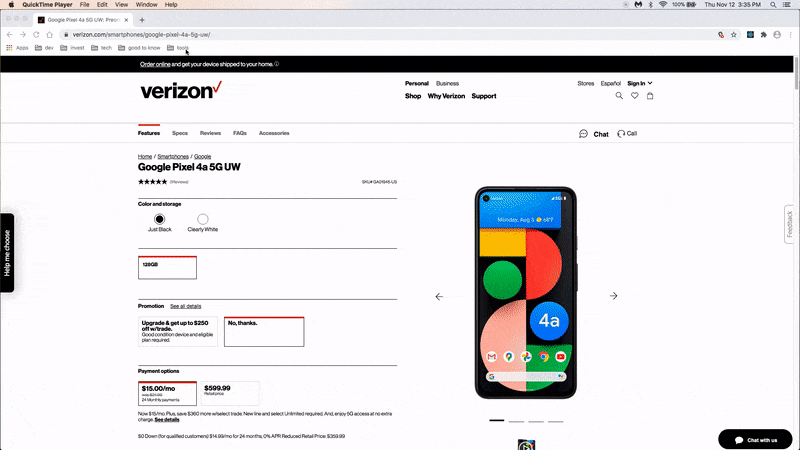 QuickTime Player File Edit View Window Help 100% Thu Nov 12 3:35 PM
Google Pixel 4a 5G UW: Preor
verizon.com/smartphones/google-pixel-4a-5g-uw/
Apps dev invest tech good to know tools
Order online and get your device shipped to your home.
verizon
Personal Business
Stores Español Sign In
Shop Why Verizon Support
Features Specs Reviews FAQs Accessories
Chat Call
Home / Smartphones / Google
Google Pixel 4a 5G UW
SKU# GA01945-US
Color and storage
Just Black Clearly White
128GB
Promotion See all details
Upgrade & get up to $250
off w/trade.
Good condition device and eligible
plan required.
No, thanks.
Payment options
$15.00/mo
24 Monthly payments
$599.99
Retail price
Now $15/mo Plus, save $360 more w/select trade. New line and select Unlimited required. And, enjoy 5G access at no extra
charge. See details
$0 Down (for qualified customers) $14.99/mo for 24 months, 0% APR Reduced Retail Price: $359.99
Help me choose
Monday, Aug 3 68°F
4a
Feedback
Chat with us